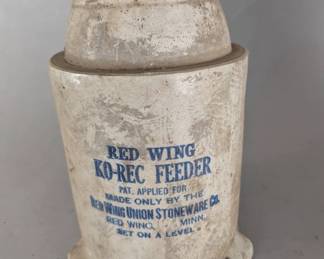 RED WING
KO-REC FEEDER
PAT. APPLIED FOR
MADE ONLY BY THE
RED WING UNION STONEWARE CO.
RED WING, MINN.
SET ON A LEVEL